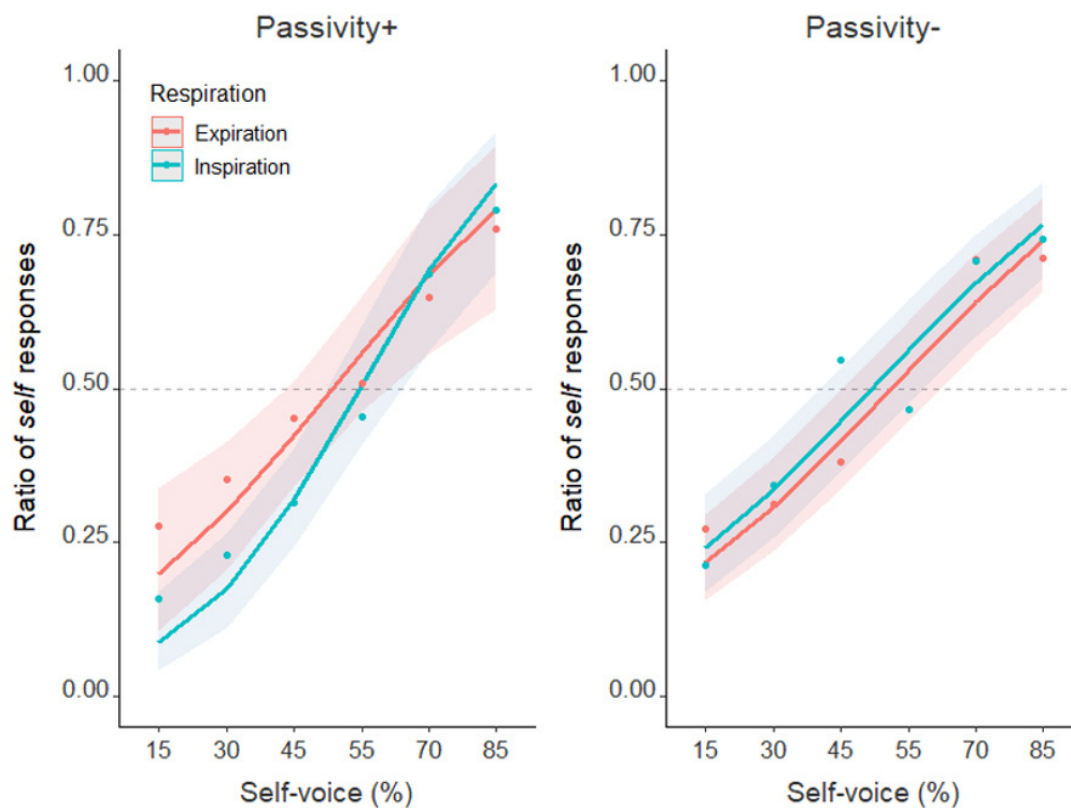 Passivity+
Passivity-
Respiration
Expiration
Inspiration
Ratio of self responses
1.00
0.75
0.50
0.25
0.00
15 30 45 55 70 85
Self-voice (%)
Ratio of self responses
1.00
0.75
0.50
0.25
0.00
15 30 45 55 70 85
Self-voice (%)